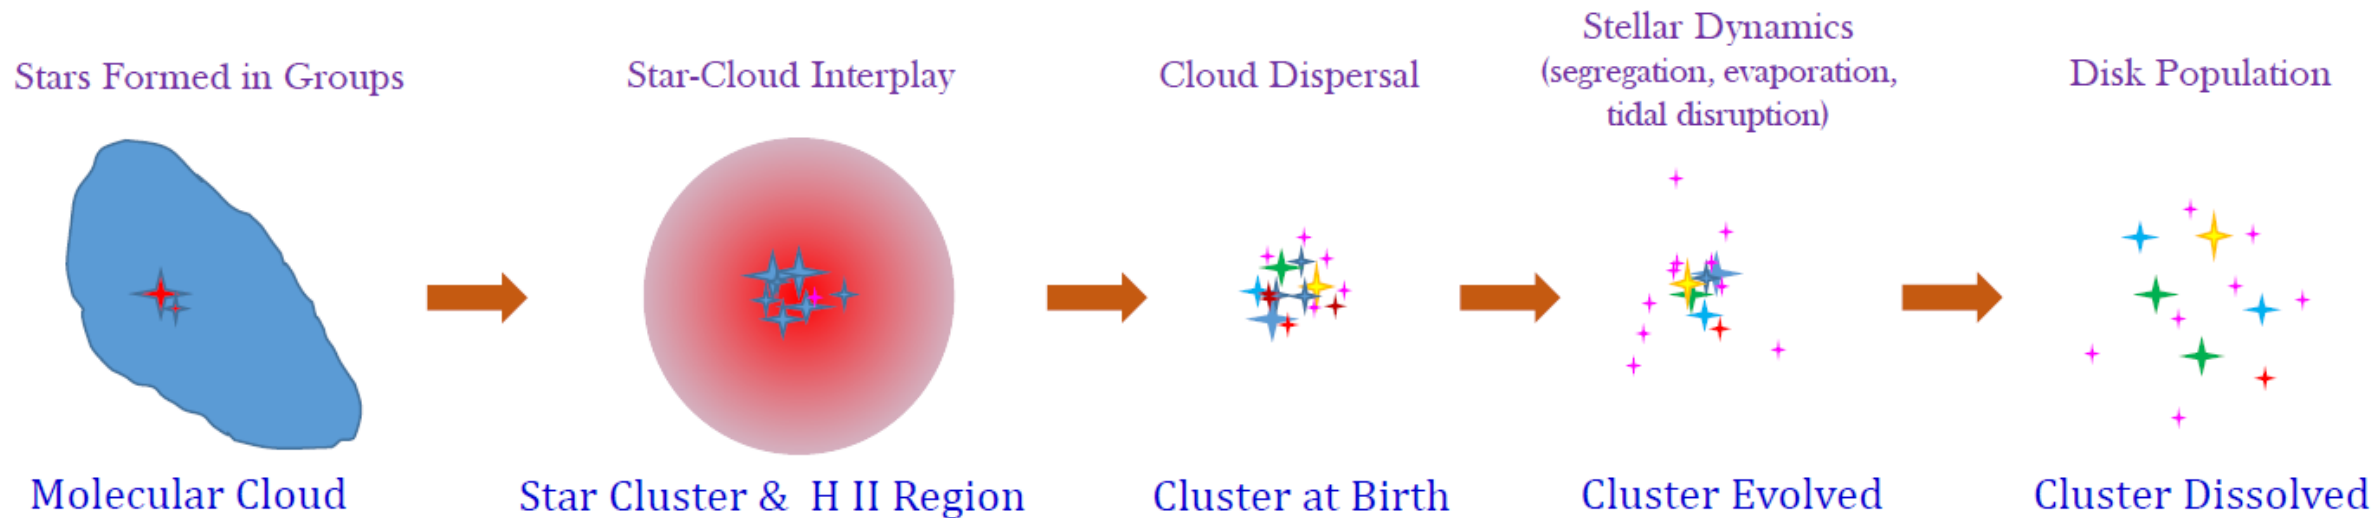 Stars Formed in Groups
Star-Cloud Interplay
Cloud Dispersal
Stellar Dynamics
(segregation, evaporation,
tidal disruption)
Disk Population
Molecular Cloud
Star Cluster & H II Region
Cluster at Birth
Cluster Evolved
Cluster Dissolved